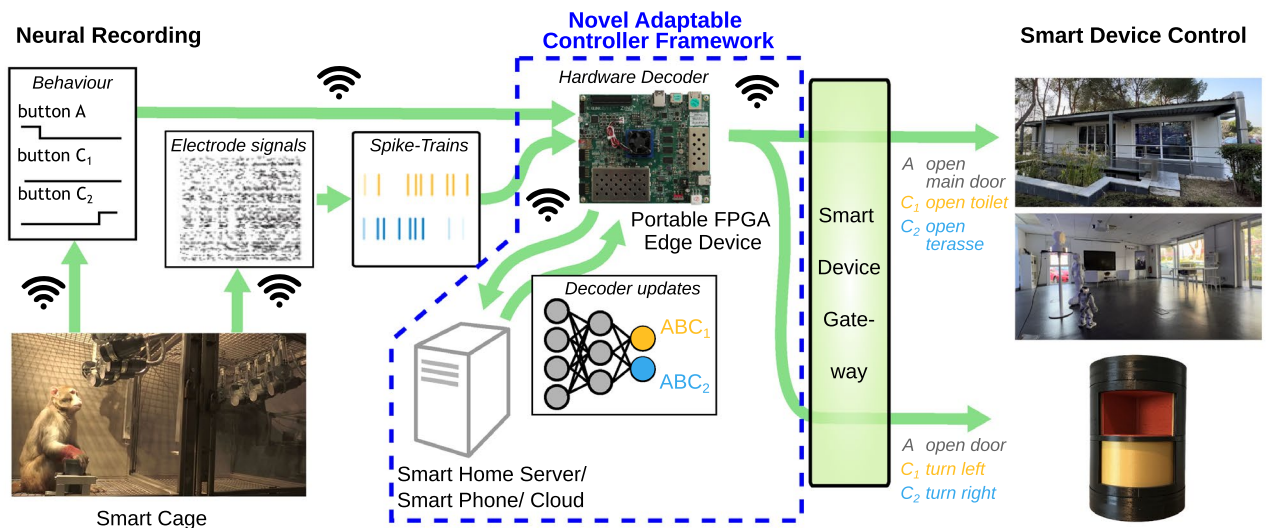 Neural Recording
Novel Adaptable
Controller Framework
Smart Device Control
Behaviour
button A
button C₁
button C₂
Electrode signals
Spike-Trains
Hardware Decoder
Portable FPGA
Edge Device
Decoder updates
ABC₁
ABC₂
Smart Home Server/
Smart Phone/ Cloud
Smart Cage
Smart
Device
Gate-
way
A open
main door
C₁ open toilet
C₂ open
terasse
A open door
C₁ turn left
C₂ turn right